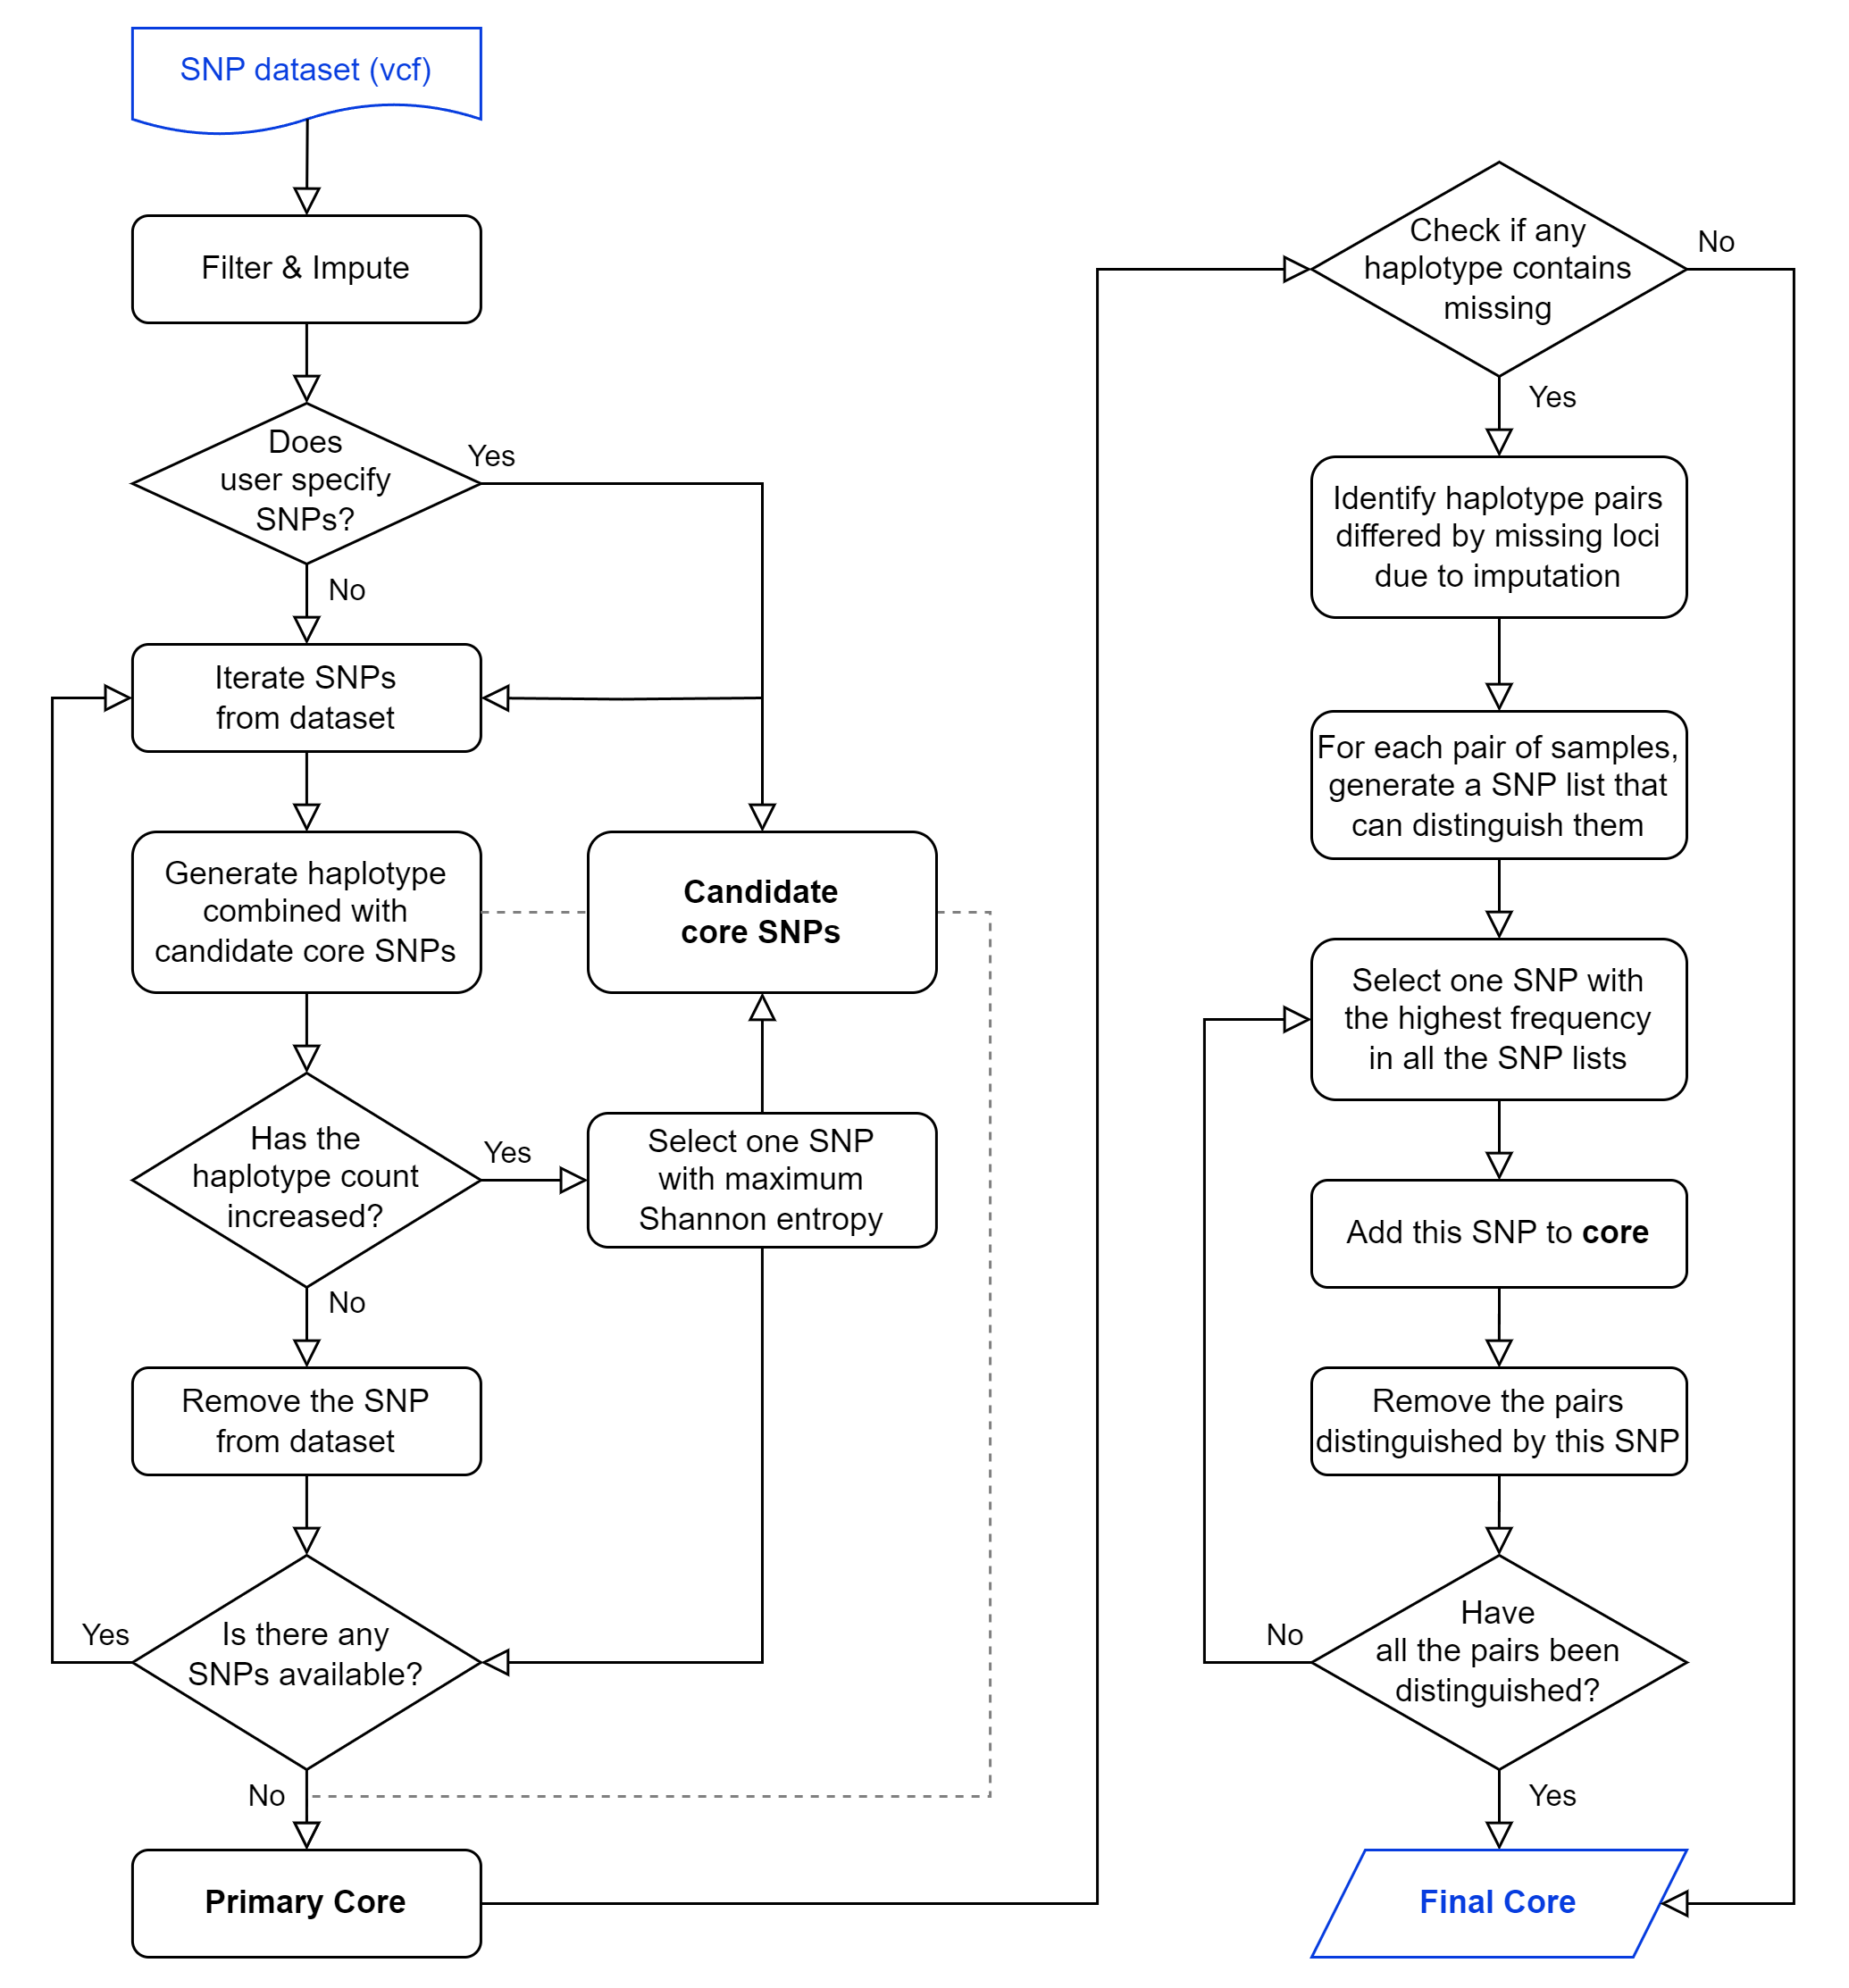 SNP dataset (vcf)
Filter & Impute
Does
user specify
SNPs?
Yes
No
Iterate SNPs
from dataset
Generate haplotype
combined with
candidate core SNPs
Candidate
core SNPs
Has the
haplotype count
increased?
Yes
Select one SNP
with maximum
Shannon entropy
No
Remove the SNP
from dataset
Is there any
SNPs available?
Yes
No
Primary Core
Check if any
haplotype contains
missing
No
Yes
Identify haplotype pairs
differed by missing loci
due to imputation
For each pair of samples,
generate a SNP list that
can distinguish them
Select one SNP with
the highest frequency
in all the SNP lists
Add this SNP to core
Remove the pairs
distinguished by this SNP
Have
all the pairs been
distinguished?
No
Yes
Final Core